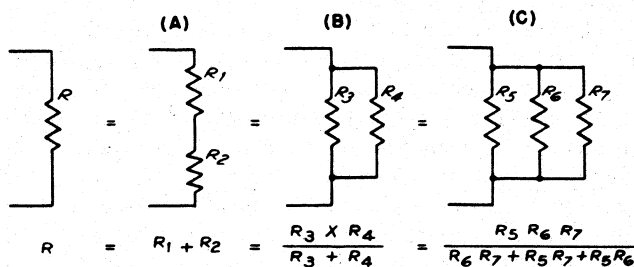 (A) (B) (C)
R = R1 R2 = R3 R4 = R5 R6 R7
R = R1 + R2 = R3 X R4 / R3 + R4 = R5 R6 R7 / R6 R7 + R5 R7 + R5 R6